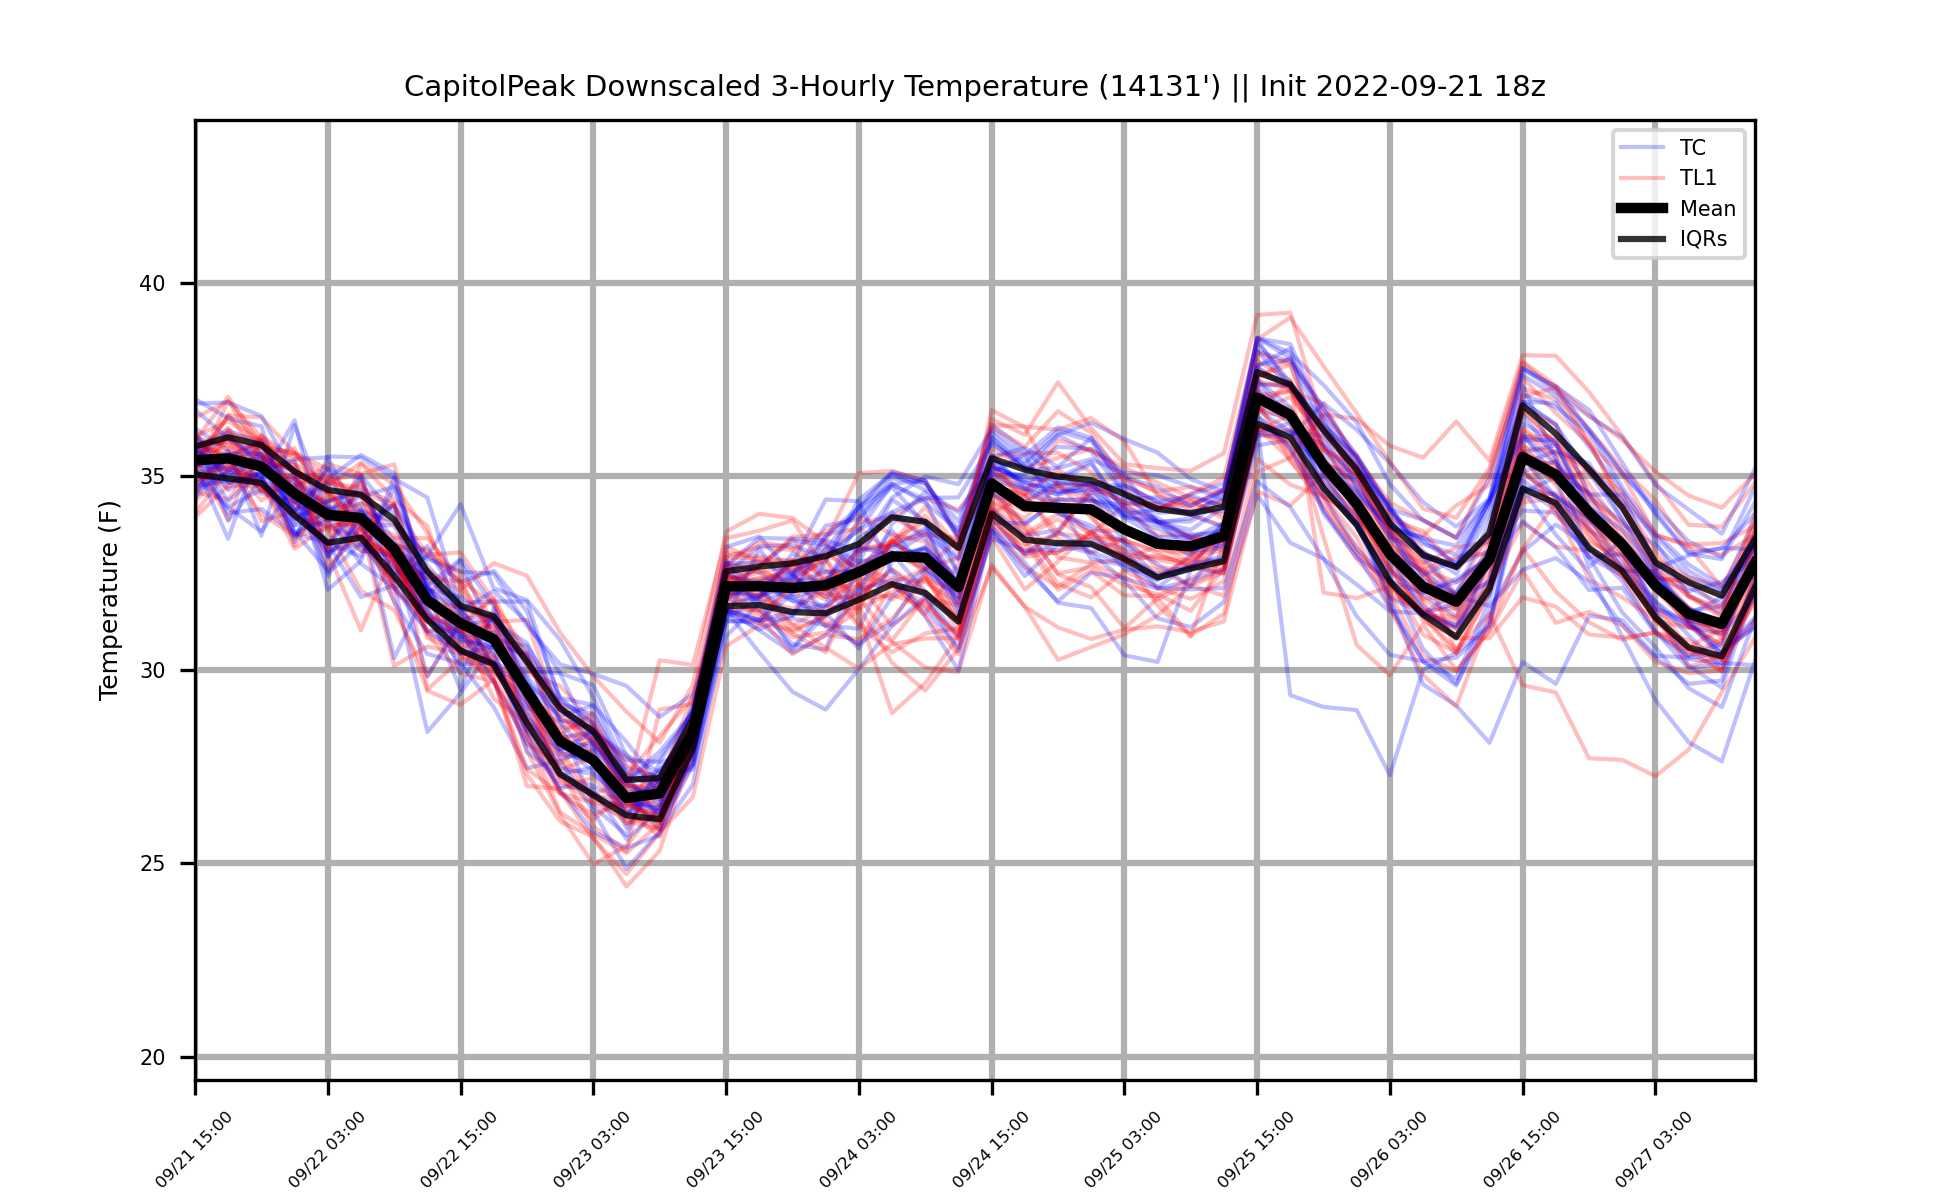 CapitolPeak Downscaled 3-Hourly Temperature (14131') || Init 2022-09-21 18z
TC
TL1
Mean
IQRs
Temperature (F)
40
35
30
25
20
09/21 15:00
09/22 03:00
09/22 15:00
09/23 03:00
09/23 15:00
09/24 03:00
09/24 15:00
09/25 03:00
09/25 15:00
09/26 03:00
09/26 15:00
09/27 03:00